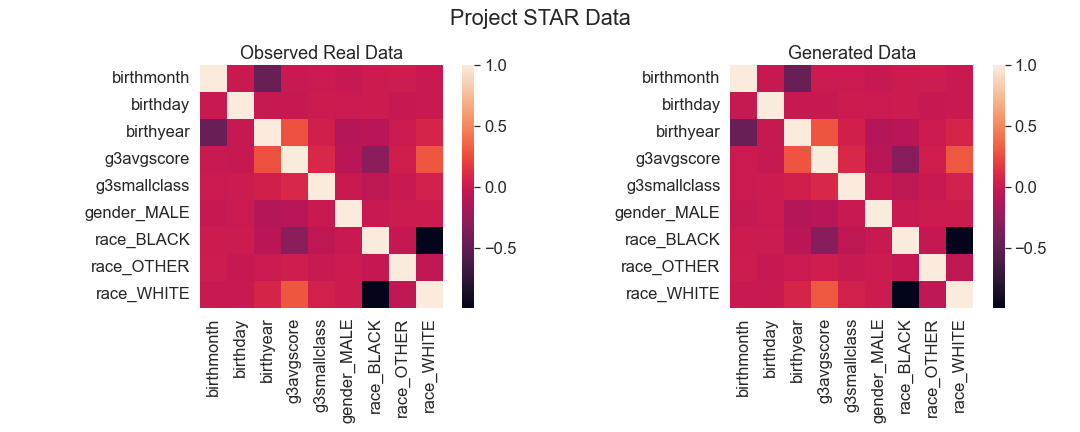 Project STAR Data
Observed Real Data
birthmonth
birthday
birthyear
g3avgscore
g3smallclass
gender_MALE
race_BLACK
race_OTHER
race_WHITE
birthmonth
birthday
birthyear
g3avgscore
g3smallclass
gender_MALE
race_BLACK
race_OTHER
race_WHITE
1.0
0.5
0.0
−0.5
Generated Data
birthmonth
birthday
birthyear
g3avgscore
g3smallclass
gender_MALE
race_BLACK
race_OTHER
race_WHITE
birthmonth
birthday
birthyear
g3avgscore
g3smallclass
gender_MALE
race_BLACK
race_OTHER
race_WHITE
1.0
0.5
0.0
−0.5